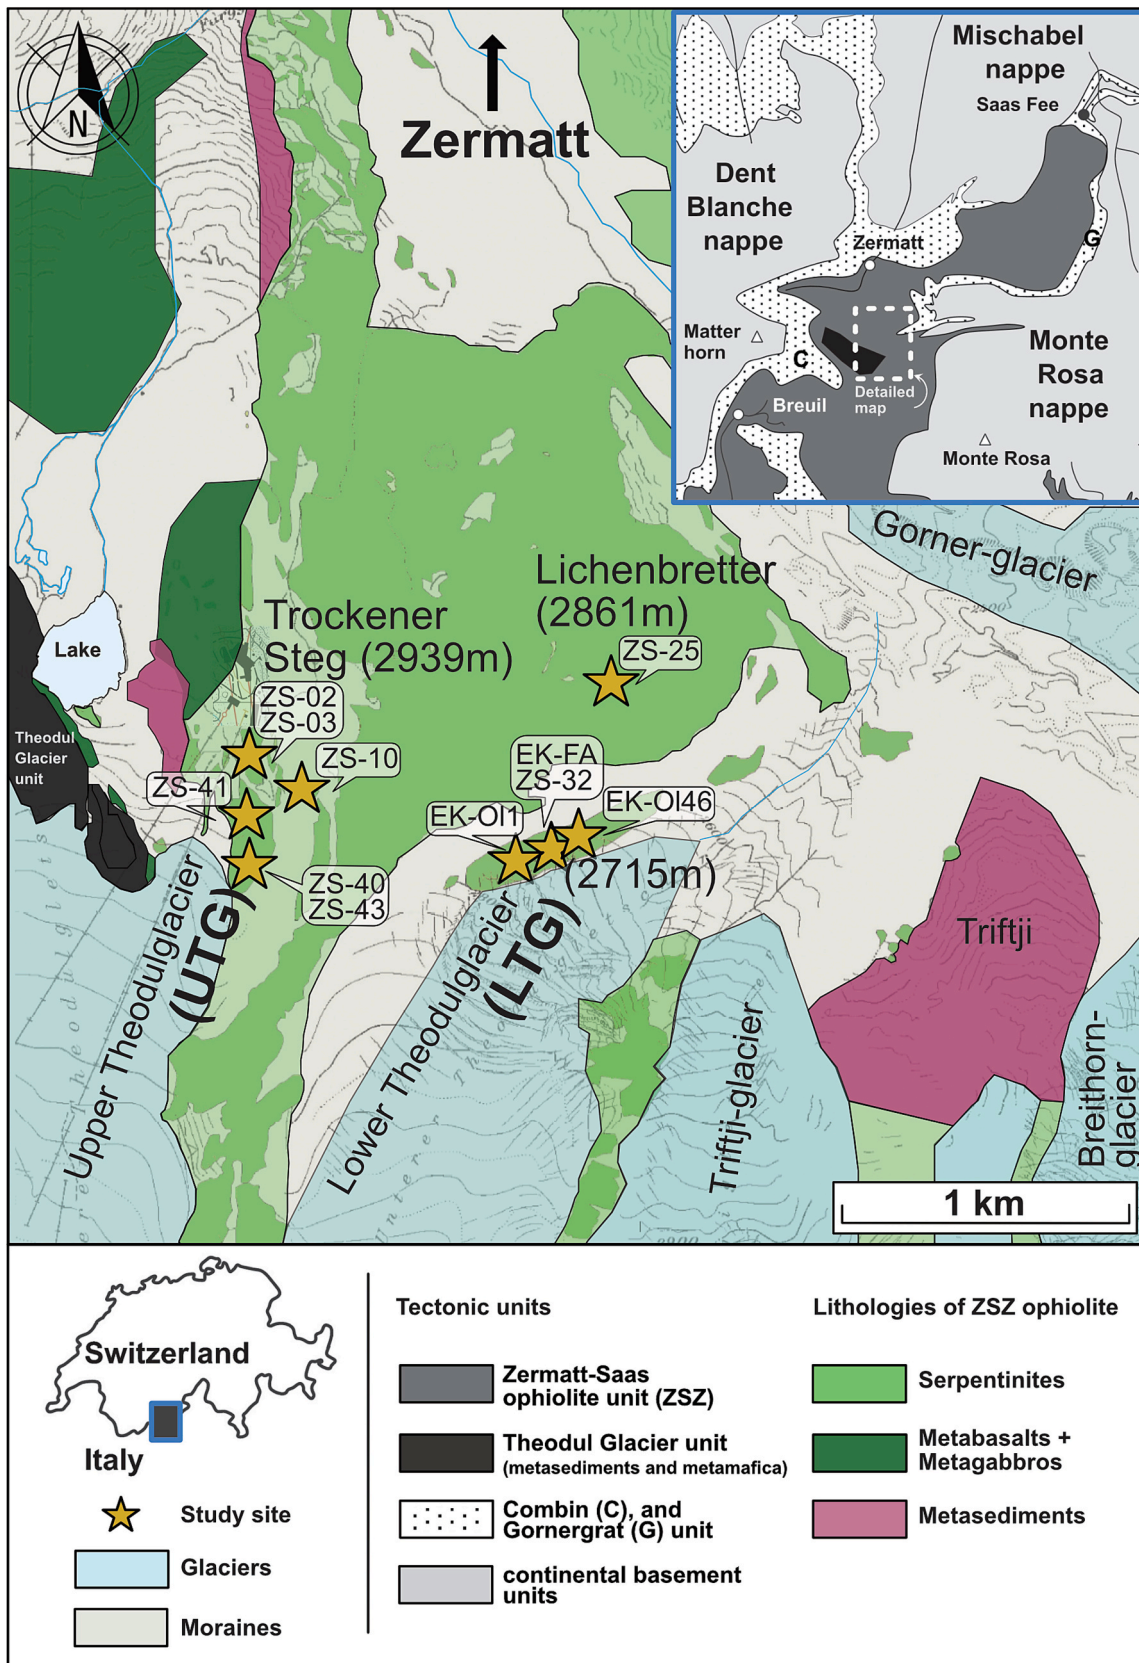 N
Zermatt
Mischabel
nappe
Saas Fee
Dent
Blanche
nappe
Zermatt
G
Matter
horn
C
Monte
Rosa
nappe
Breuil
Detailed
map
Monte Rosa
Gorner-glacier
Lichenbretter
(2861m)
ZS-25
Trockener
Steg (2939m)
Lake
ZS-02
ZS-03
Theodul
Glacier
unit
ZS-10
ZS-41
EK-FA
ZS-32
EK-Ol1
EK-Ol46
(2715m)
ZS-40
ZS-43
Upper Theodulglacier
(UTG)
Lower Theodulglacier
(LTG)
Triftji
Triftji-glacier
Breithorn-
glacier
1 km
Switzerland
Italy
Study site
Glaciers
Moraines
Tectonic units
Zermatt-Saas
ophiolite unit (ZSZ)
Theodul Glacier unit
(metasediments and metamafica)
Combin (C), and
Gornergrat (G) unit
continental basement
units
Lithologies of ZSZ ophiolite
Serpentinites
Metabasalts +
Metagabbros
Metasediments